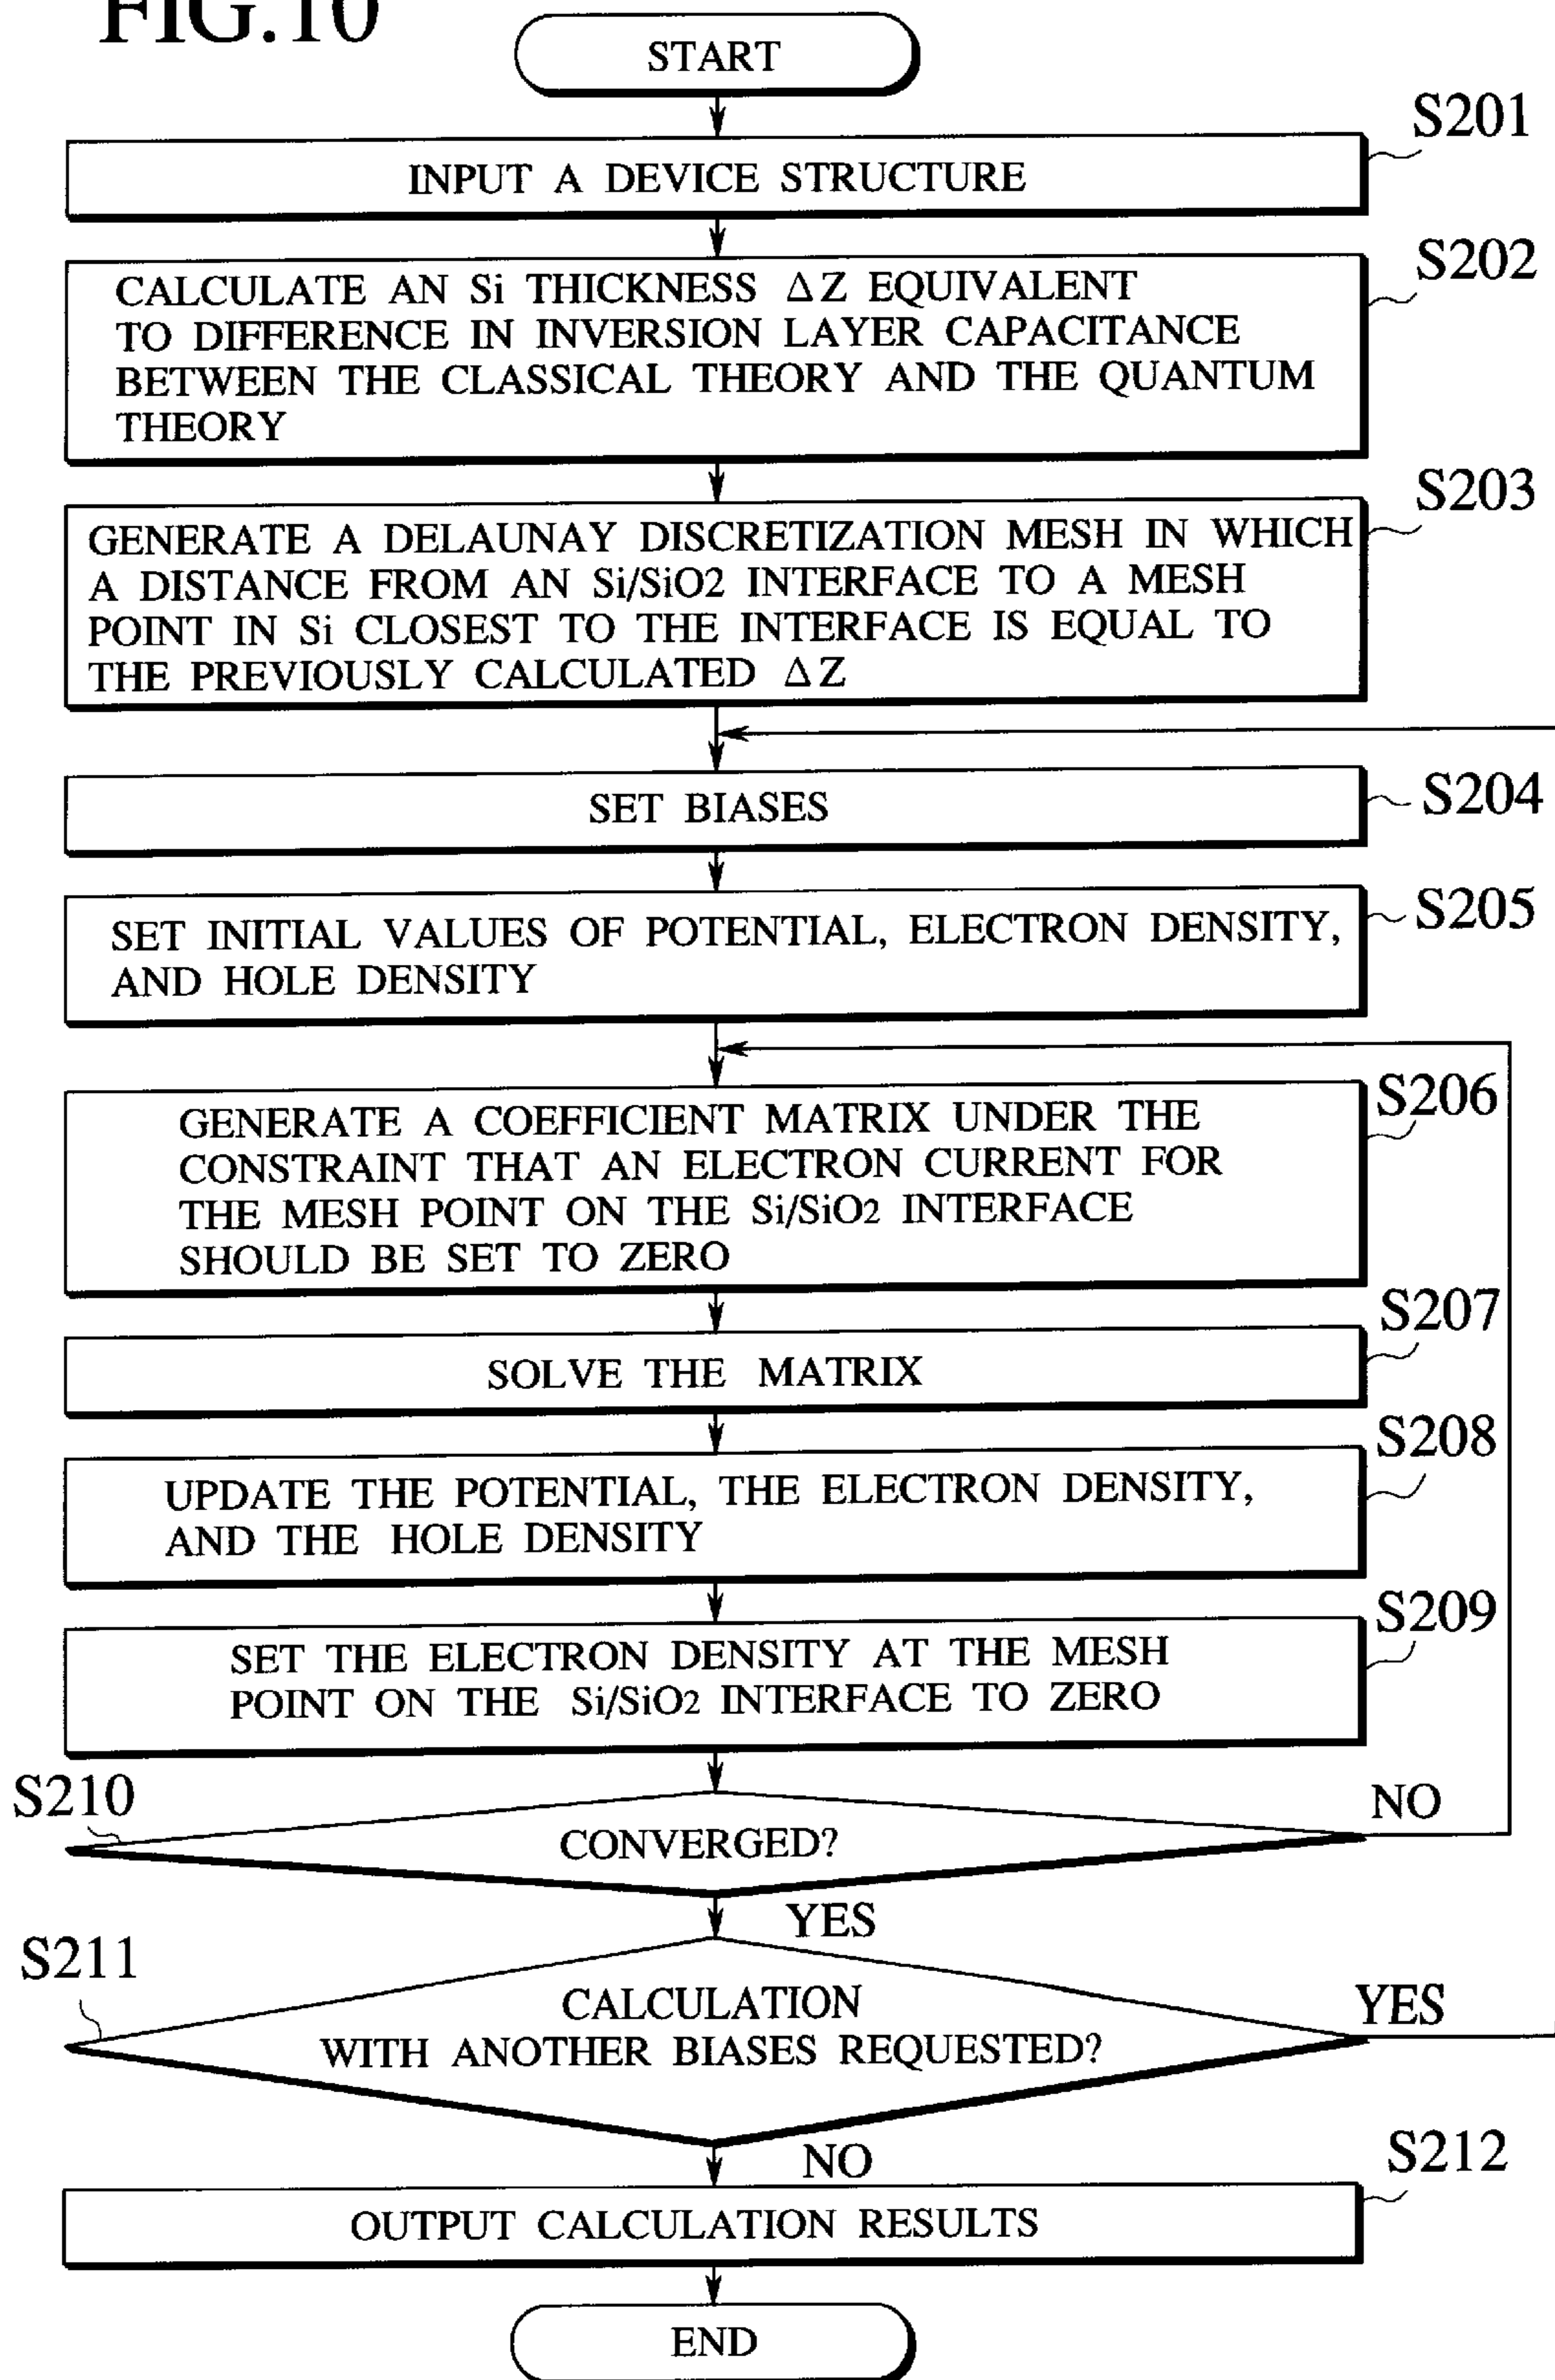 FIG.10
START
S201
INPUT A DEVICE STRUCTURE
S202
CALCULATE AN Si THICKNESS ΔZ EQUIVALENT
TO DIFFERENCE IN INVERSION LAYER CAPACITANCE
BETWEEN THE CLASSICAL THEORY AND THE QUANTUM
THEORY
S203
GENERATE A DELAUNAY DISCRETIZATION MESH IN WHICH
A DISTANCE FROM AN Si/SiO2 INTERFACE TO A MESH
POINT IN Si CLOSEST TO THE INTERFACE IS EQUAL TO
THE PREVIOUSLY CALCULATED ΔZ
SET BIASES
S204
S205
SET INITIAL VALUES OF POTENTIAL, ELECTRON DENSITY,
AND HOLE DENSITY
S206
GENERATE A COEFFICIENT MATRIX UNDER THE
CONSTRAINT THAT AN ELECTRON CURRENT FOR
THE MESH POINT ON THE Si/SiO2 INTERFACE
SHOULD BE SET TO ZERO
S207
SOLVE THE MATRIX
S208
UPDATE THE POTENTIAL, THE ELECTRON DENSITY,
AND THE HOLE DENSITY
S209
SET THE ELECTRON DENSITY AT THE MESH
POINT ON THE Si/SiO2 INTERFACE TO ZERO
S210
NO
CONVERGED?
YES
S211
CALCULATION
WITH ANOTHER BIASES REQUESTED?
YES
NO
S212
OUTPUT CALCULATION RESULTS
END